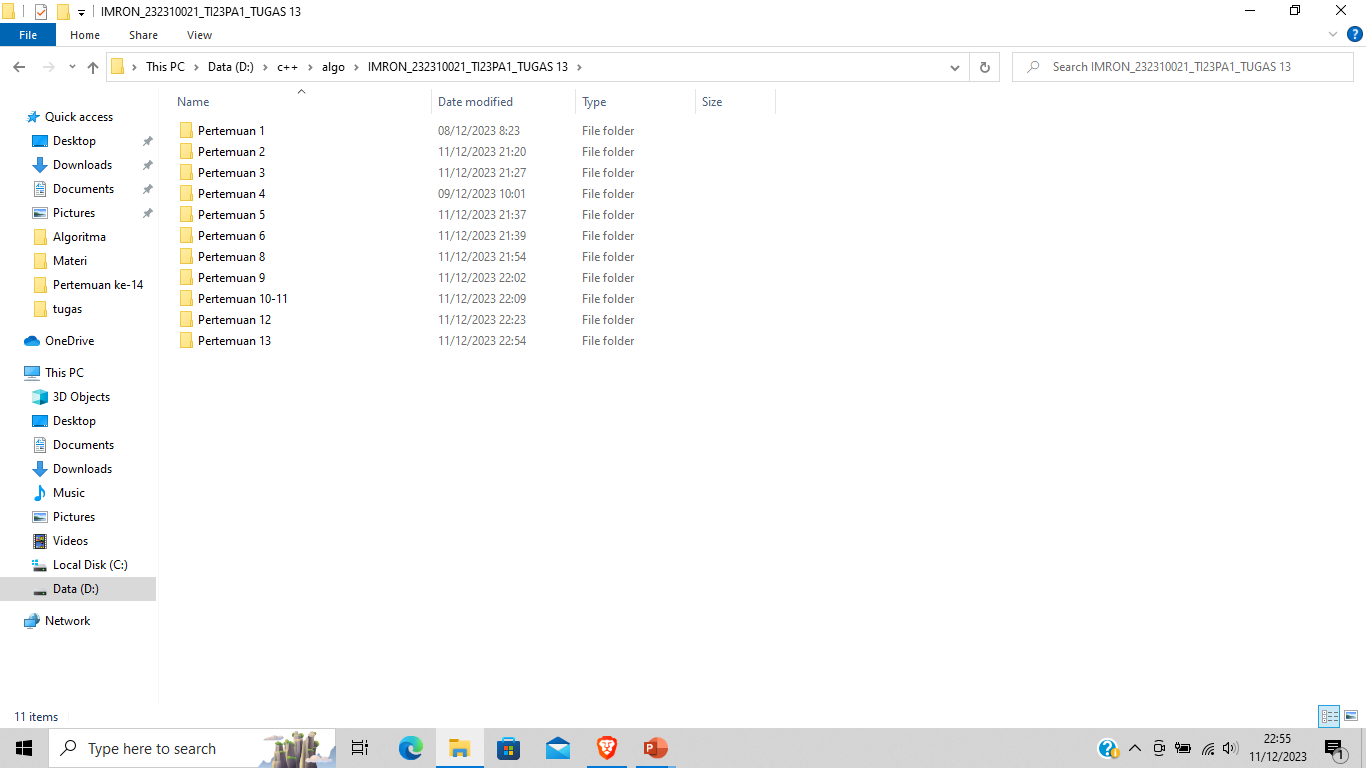 IMRON_232310021_TI23PA1_TUGAS 13
File Home Share View
This PC Data (D:) c++ algo IMRON_232310021_TI23PA1_TUGAS 13
Search IMRON_232310021_TI23PA1_TUGAS 13
Quick access
Desktop
Downloads
Documents
Pictures
Algoritma
Materi
Pertemuan ke-14
tugas
OneDrive
This PC
3D Objects
Desktop
Documents
Downloads
Music
Pictures
Videos
Local Disk (C:)
Data (D:)
Network
Name Date modified Type Size
Pertemuan 1 08/12/2023 8:23 File folder
Pertemuan 2 11/12/2023 21:20 File folder
Pertemuan 3 11/12/2023 21:27 File folder
Pertemuan 4 09/12/2023 10:01 File folder
Pertemuan 5 11/12/2023 21:37 File folder
Pertemuan 6 11/12/2023 21:39 File folder
Pertemuan 8 11/12/2023 21:54 File folder
Pertemuan 9 11/12/2023 22:02 File folder
Pertemuan 10-11 11/12/2023 22:09 File folder
Pertemuan 12 11/12/2023 22:23 File folder
Pertemuan 13 11/12/2023 22:54 File folder
11 items
Type here to search
22:55
11/12/2023
1